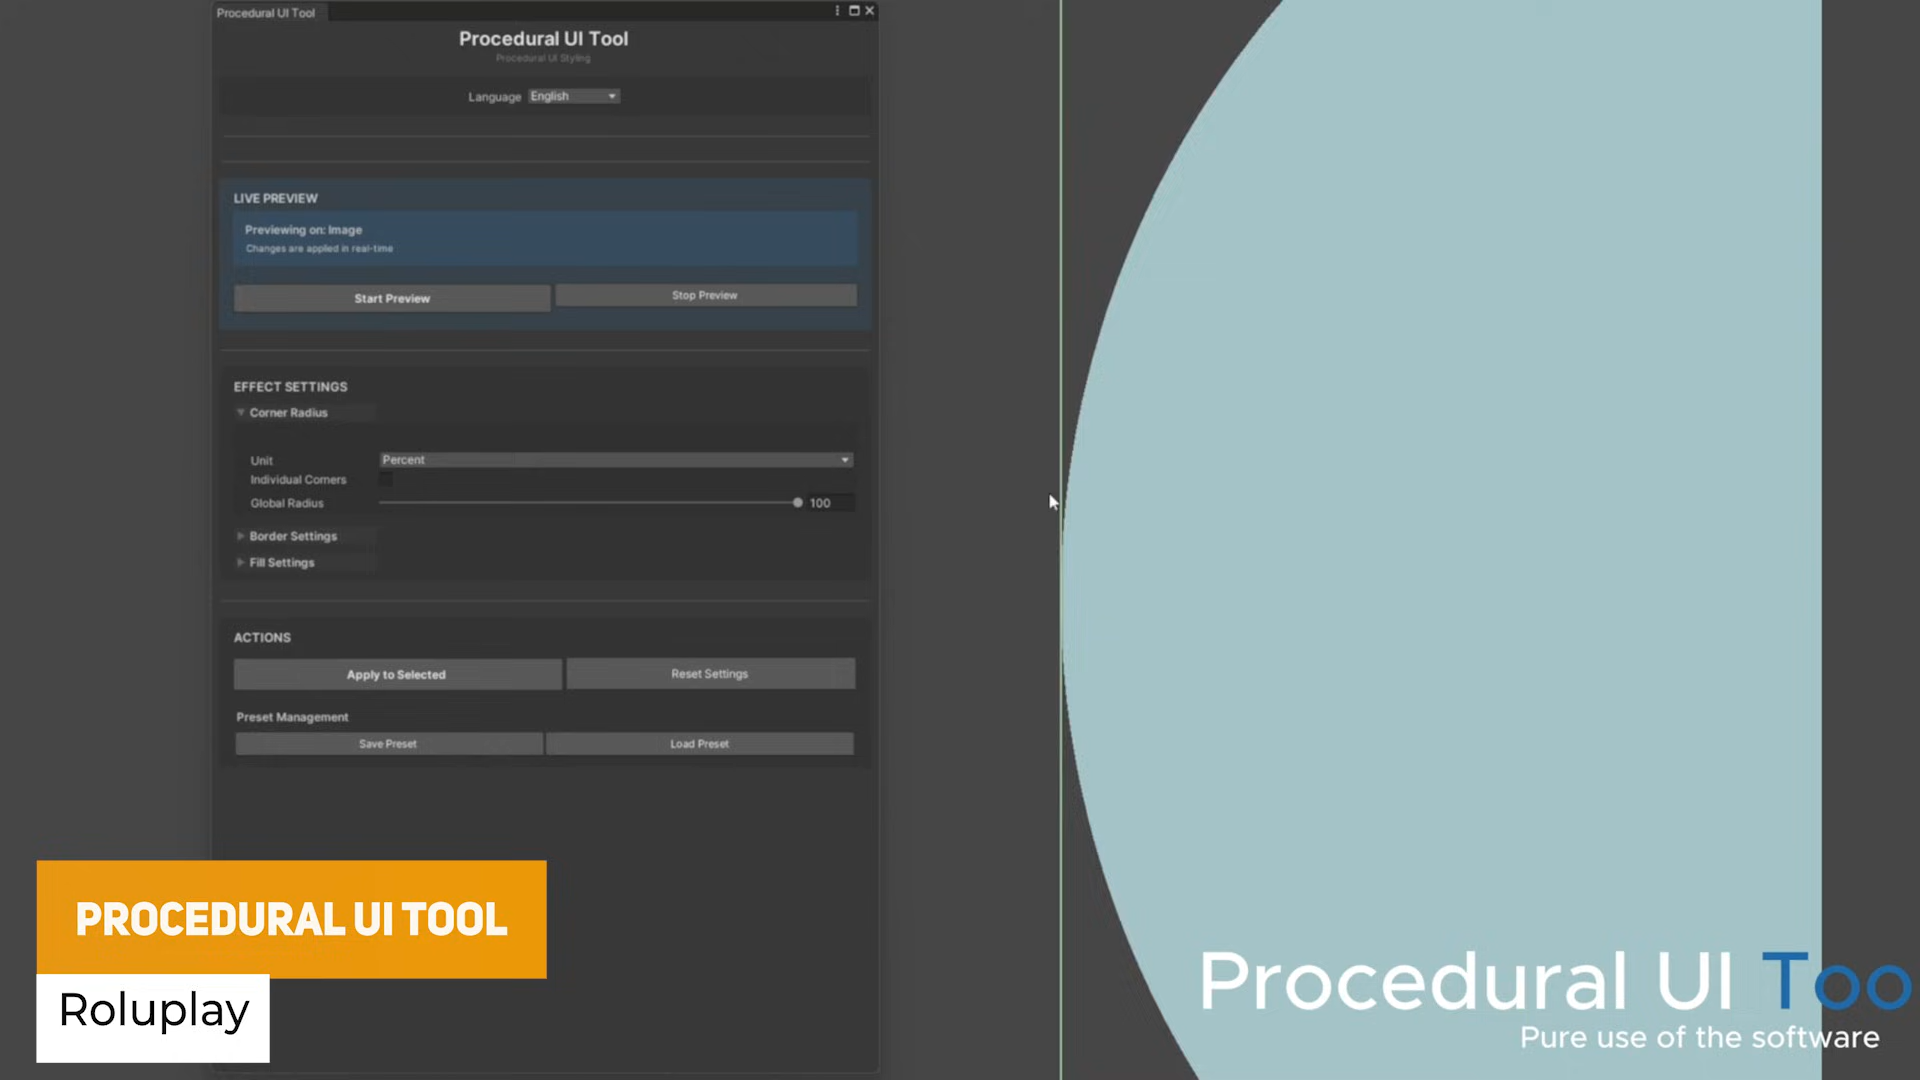 Procedural UI Tool
Procedural UI Tool
Procedural UI Styling
Language English
LIVE PREVIEW
Previewing on: Image
Changes are applied in real-time
Start Preview Stop Preview
EFFECT SETTINGS
Corner Radius
Unit Percent
Individual Corners
Global Radius 100
Border Settings
Fill Settings
ACTIONS
Apply to Selected Reset Settings
Preset Management
Save Preset Load Preset
PROCEDURAL UI TOOL
Roluplay
Procedural UI Too
Pure use of the software